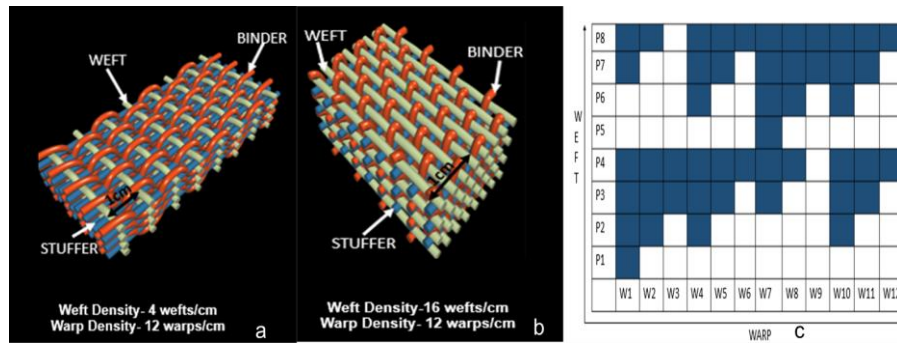 WEFT
BINDER
1cm
STUFFER
Weft Density- 4 wefts/cm
Warp Density- 12 warps/cm
a
WEFT
BINDER
1cm
STUFFER
Weft Density-16 wefts/cm
Warp Density- 12 warps/cm
b
P8
P7
P6
P5
P4
P3
P2
P1
WEFT
W1 W2 W3 W4 W5 W6 W7 W8 W9 W10 W11 W12
WARP
c